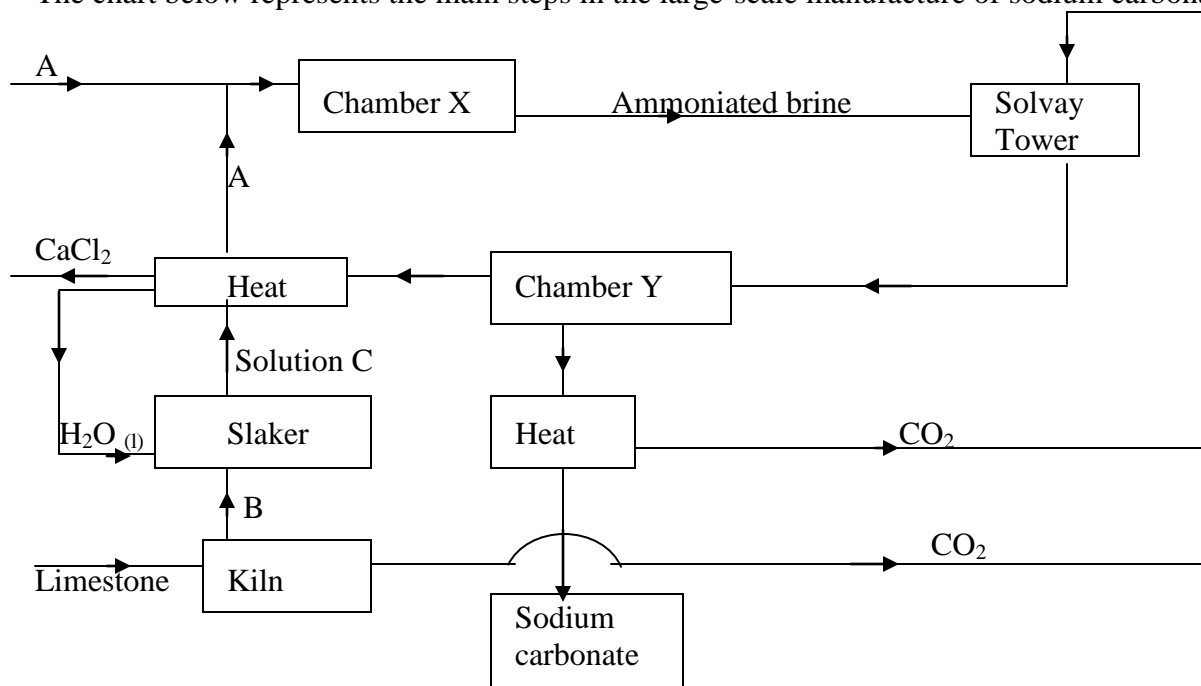 The chart below represents the main steps in the large-scale manufacture of sodium carbona
A
Chamber X
Ammoniated brine
Solvay
Tower
A
CaCl₂
Heat
Chamber Y
Solution C
H₂O (l)
Slaker
Heat
CO₂
B
CO₂
Limestone
Kiln
Sodium
carbonate